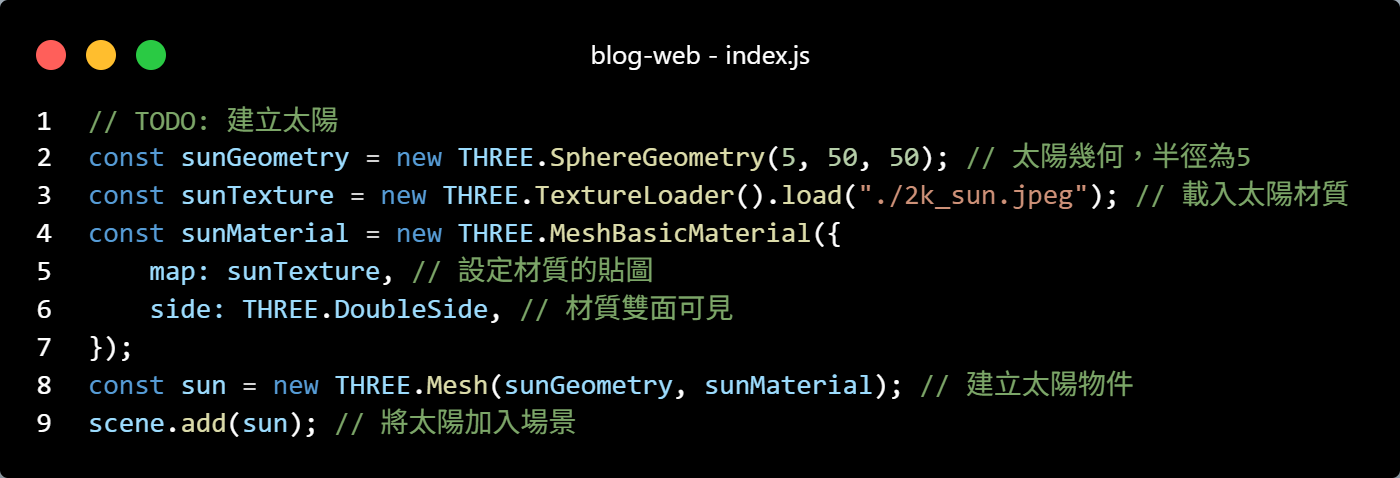 blog-web - index.js
1 // TODO: 建立太陽
2 const sunGeometry = new THREE.SphereGeometry(5, 50, 50); // 太陽幾何，半徑為5
3 const sunTexture = new THREE.TextureLoader().load("./2k_sun.jpeg"); // 載入太陽材質
4 const sunMaterial = new THREE.MeshBasicMaterial({
5     map: sunTexture, // 設定材質的貼圖
6     side: THREE.DoubleSide, // 材質雙面可見
7 });
8 const sun = new THREE.Mesh(sunGeometry, sunMaterial); // 建立太陽物件
9 scene.add(sun); // 將太陽加入場景